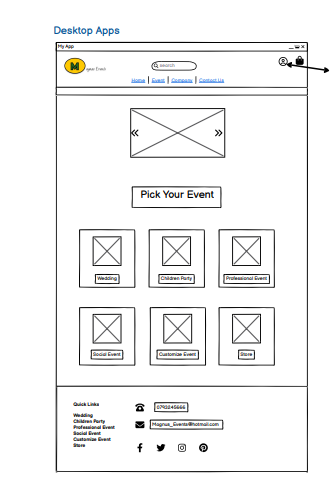 Desktop Apps
My App
M
your Event
Search
Home | Event | Company | Contact Us
Pick Your Event
Wedding
Children Party
Professional Event
Social Event
Customize Event
Store
Quick Links
Wedding
Children Party
Professional Event
Social Event
Customize Event
Store
0793245666
Magnus_Events@hotmail.com